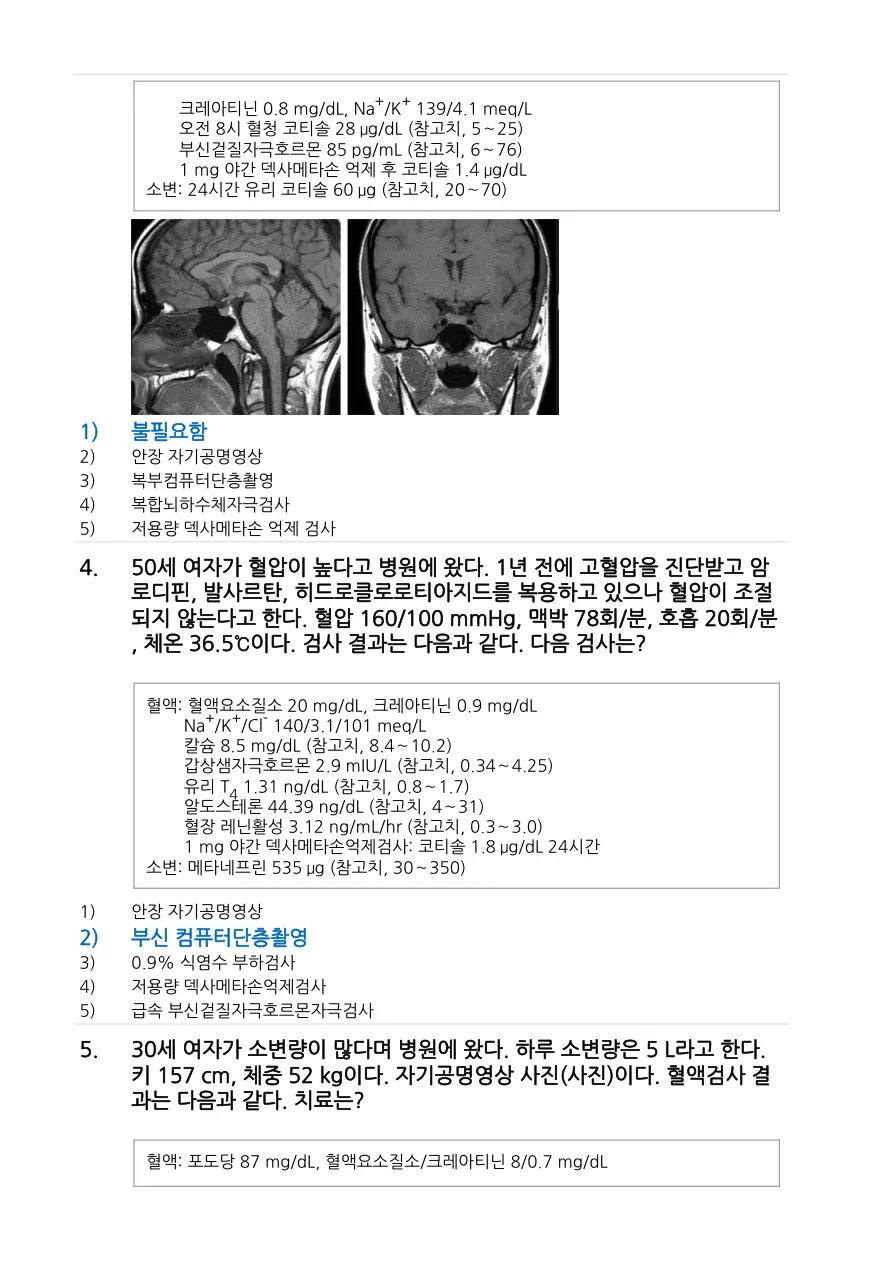 크레아티닌 0.8 mg/dL, Na+/K+ 139/4.1 meq/L
오전 8시 혈청 코티솔 28 μg/dL (참고치, 5~25)
부신겉질자극호르몬 85 pg/mL (참고치, 6~76)
1 mg 야간 덱사메타손 억제 후 코티솔 1.4 μg/dL
소변: 24시간 유리 코티솔 60 μg (참고치, 20~70)
1) 불필요함
2) 안장 자기공명영상
3) 복부컴퓨터단층촬영
4) 복합뇌하수체자극검사
5) 저용량 덱사메타손 억제 검사
4. 50세 여자가 혈압이 높다고 병원에 왔다. 1년 전에 고혈압을 진단받고 암
로디핀, 발사르탄, 히드로클로로티아지드를 복용하고 있으나 혈압이 조절
되지 않는다고 한다. 혈압 160/100 mmHg, 맥박 78회/분, 호흡 20회/분
, 체온 36.5℃이다. 검사 결과는 다음과 같다. 다음 검사는?
혈액: 혈액요소질소 20 mg/dL, 크레아티닌 0.9 mg/dL
Na+/K+/Cl- 140/3.1/101 meq/L
칼슘 8.5 mg/dL (참고치, 8.4~10.2)
갑상샘자극호르몬 2.9 mIU/L (참고치, 0.34~4.25)
유리 T4 1.31 ng/dL (참고치, 0.8~1.7)
알도스테론 44.39 ng/dL (참고치, 4~31)
혈장 레닌활성 3.12 ng/mL/hr (참고치, 0.3~3.0)
1 mg 야간 덱사메타손억제검사: 코티솔 1.8 μg/dL 24시간
소변: 메타네프린 535 μg (참고치, 30~350)
1) 안장 자기공명영상
2) 부신 컴퓨터단층촬영
3) 0.9% 식염수 부하검사
4) 저용량 덱사메타손억제검사
5) 급속 부신겉질자극호르몬자극검사
5. 30세 여자가 소변량이 많다며 병원에 왔다. 하루 소변량은 5 L라고 한다.
키 157 cm, 체중 52 kg이다. 자기공명영상 사진(사진)이다. 혈액검사 결
과는 다음과 같다. 치료는?
혈액: 포도당 87 mg/dL, 혈액요소질소/크레아티닌 8/0.7 mg/dL